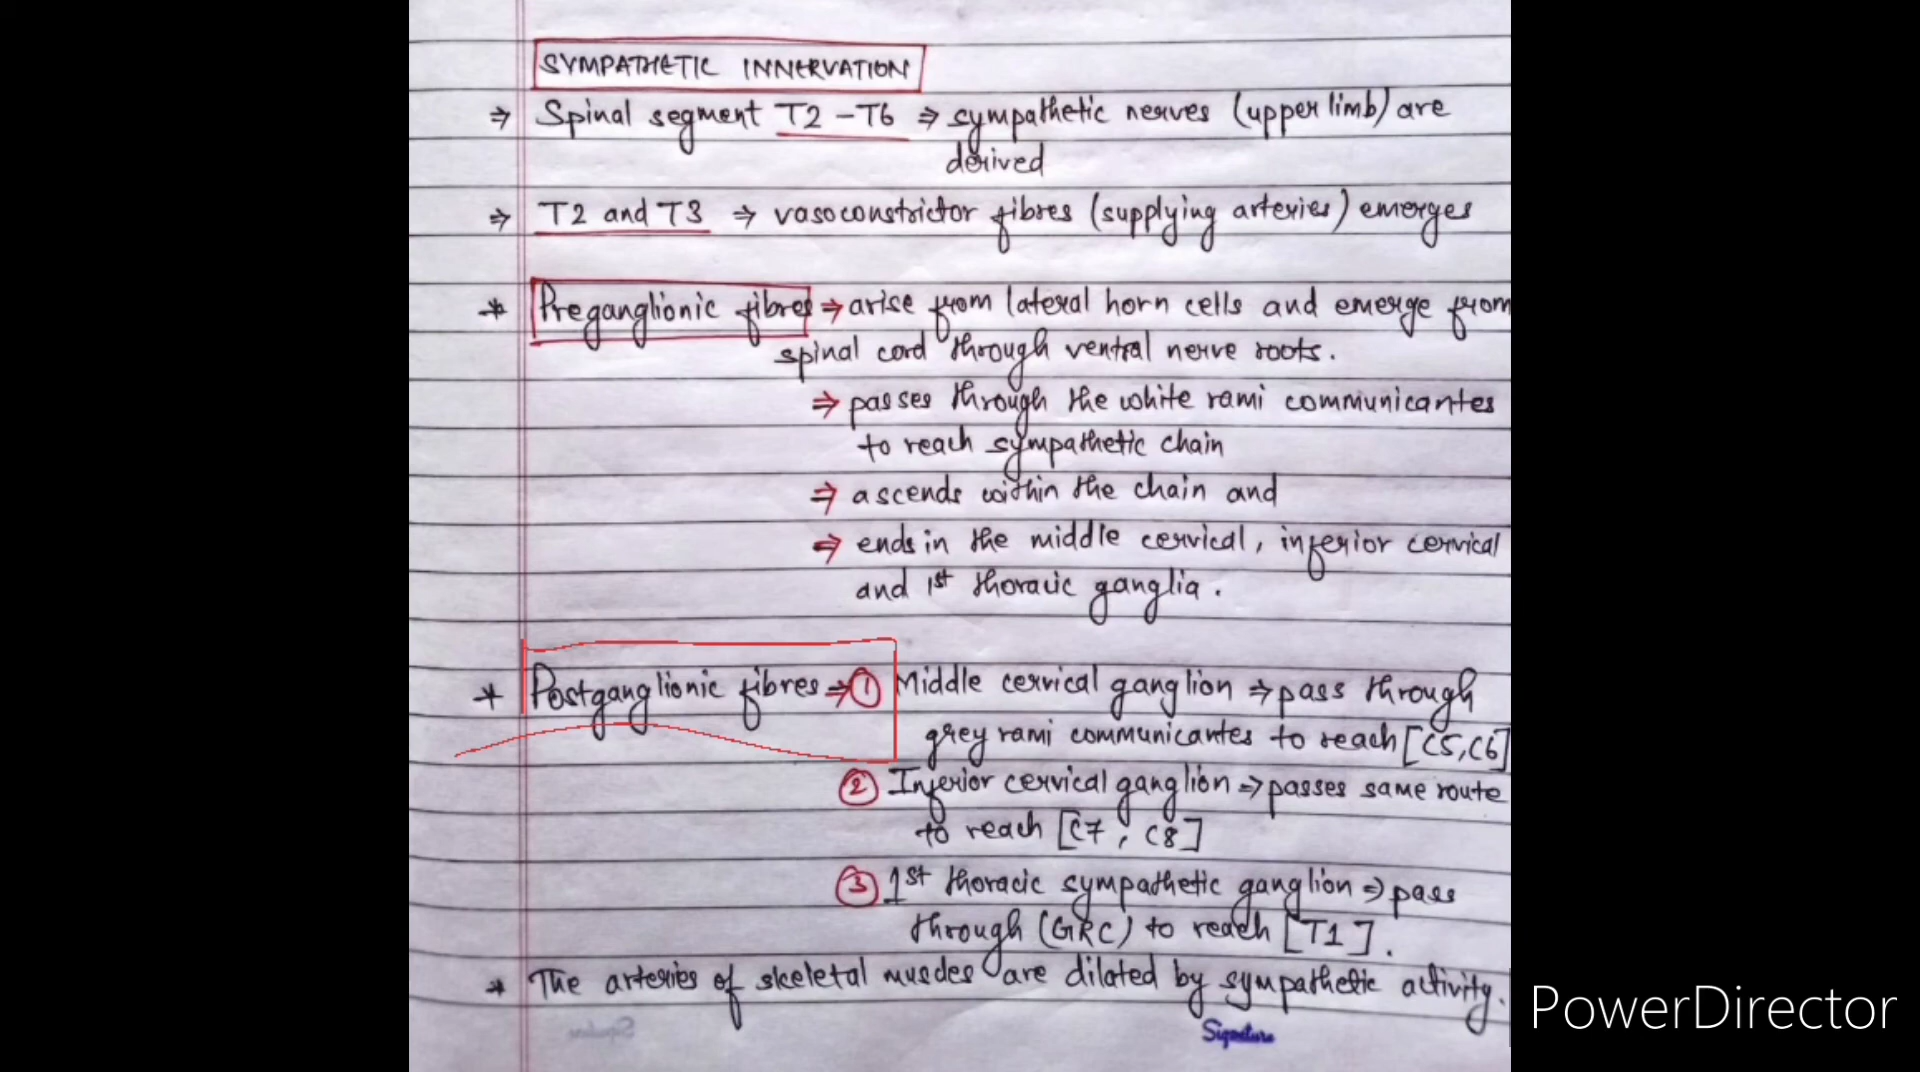 SYMPATHETIC INNERVATION
⇒ Spinal segment T2 - T6 ⇒ sympathetic nerves (upper limb) are
derived
⇒ T2 and T3 ⇒ vasoconstrictor fibres (supplying arteries) emerges
* Preganglionic fibres ⇒ arise from lateral horn cells and emerge from
spinal cord through ventral nerve roots.
⇒ passes through the white rami communicantes
to reach sympathetic chain
⇒ ascends within the chain and
⇒ ends in the middle cervical, inferior cervical
and 1st thoracic ganglia.
* Postganglionic fibres ⇒ ① Middle cervical ganglion ⇒ pass through
grey rami communicantes to reach [C5, C6]
② Inferior cervical ganglion ⇒ passes same route
to reach [C7, C8]
③ 1st thoracic sympathetic ganglion ⇒ pass
through (GRC) to reach [T1].
* The arteries of skeletal muscles are dilated by sympathetic activity.
Signature
PowerDirector